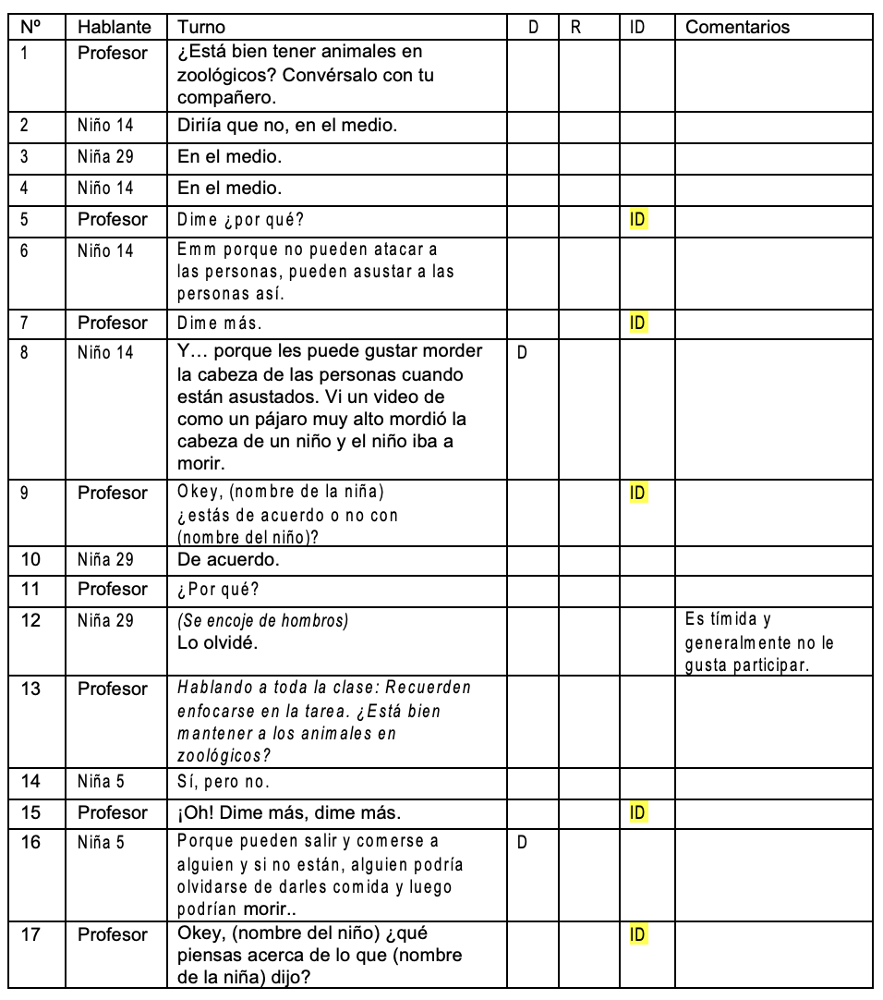 Nº Hablante Turno D R ID Comentarios
1 Profesor ¿Está bien tener animales en
zoológicos? Convérsalo con tu
compañero.
2 Niño 14 Diriía que no, en el medio.
3 Niña 29 En el medio.
4 Niño 14 En el medio.
5 Profesor Dime ¿por qué? ID
6 Niño 14 Emm porque no pueden atacar a
las personas, pueden asustar a las
personas así.
7 Profesor Dime más. ID
8 Niño 14 Y… porque les puede gustar morder D
la cabeza de las personas cuando
están asustados. Vi un video de
como un pájaro muy alto mordió la
cabeza de un niño y el niño iba a
morir.
9 Profesor Okey, (nombre de la niña) ID
¿estás de acuerdo o no con
(nombre del niño)?
10 Niña 29 De acuerdo.
11 Profesor ¿Por qué?
12 Niña 29 (Se encoje de hombros) Es tímida y
Lo olvidé. generalmente no le
gusta participar.
13 Profesor Hablando a toda la clase: Recuerden
enfocarse en la tarea. ¿Está bien
mantener a los animales en
zoológicos?
14 Niña 5 Sí, pero no.
15 Profesor ¡Oh! Dime más, dime más. ID
16 Niña 5 Porque pueden salir y comerse a D
alguien y si no están, alguien podría
olvidarse de darles comida y luego
podrían morir..
17 Profesor Okey, (nombre del niño) ¿qué ID
piensas acerca de lo que (nombre
de la niña) dijo?